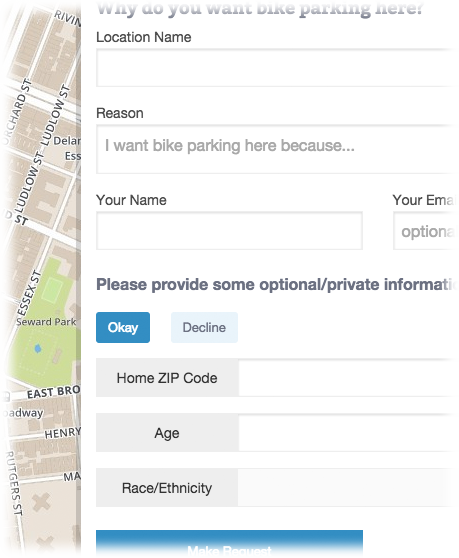 Why do you want bike parking here?
Location Name
Reason
I want bike parking here because...
Your Name
Your Ema
optiona
Please provide some optional/private informati
Okay
Decline
Home ZIP Code
Age
Race/Ethnicity
Make Request
RIVIN
ORCHARD ST
LUDLOW ST
LUDLOW ST
Delan
Ess
D ST
ESSEX ST
Seward Park
EAST BRO
oadway
HENRY
MA
RUTGERS ST